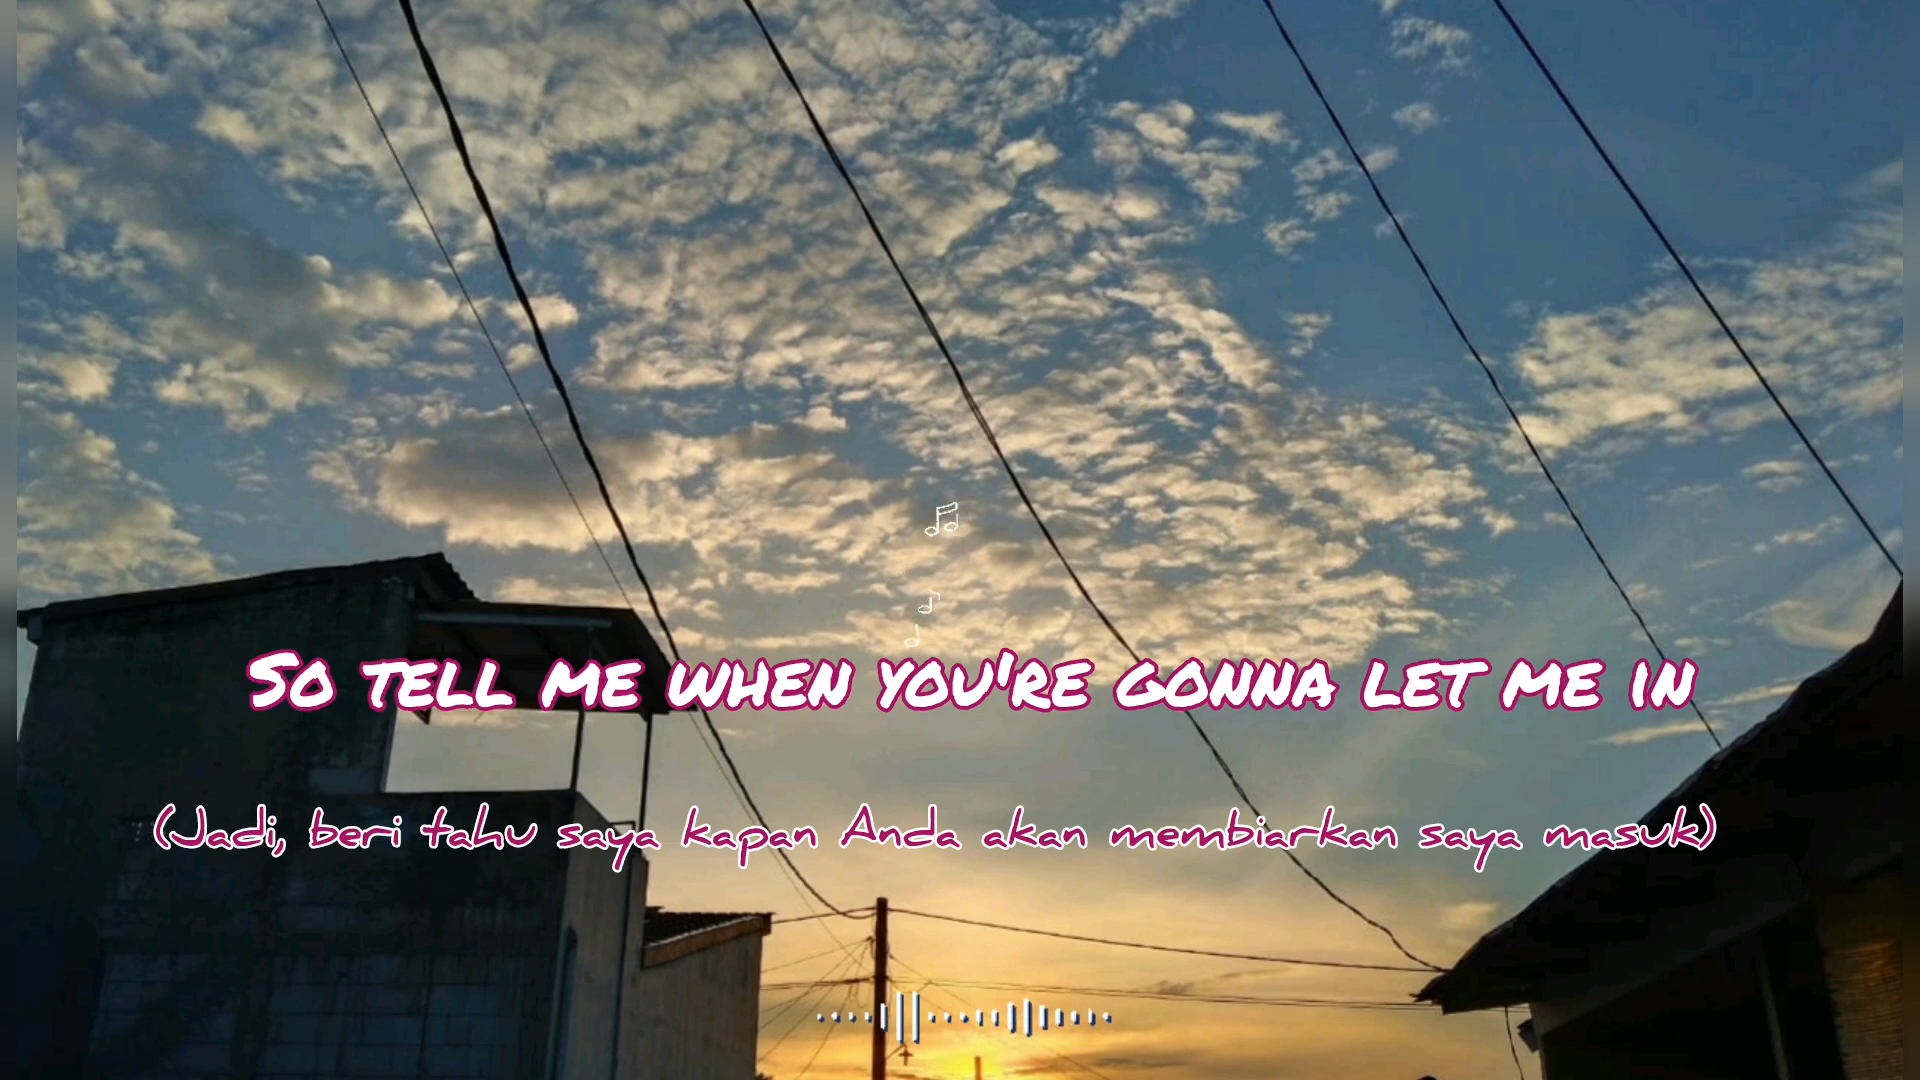 So tell me when you're gonna let me in
(Jadi, beri tahu saya kapan Anda akan membiarkan saya masuk)